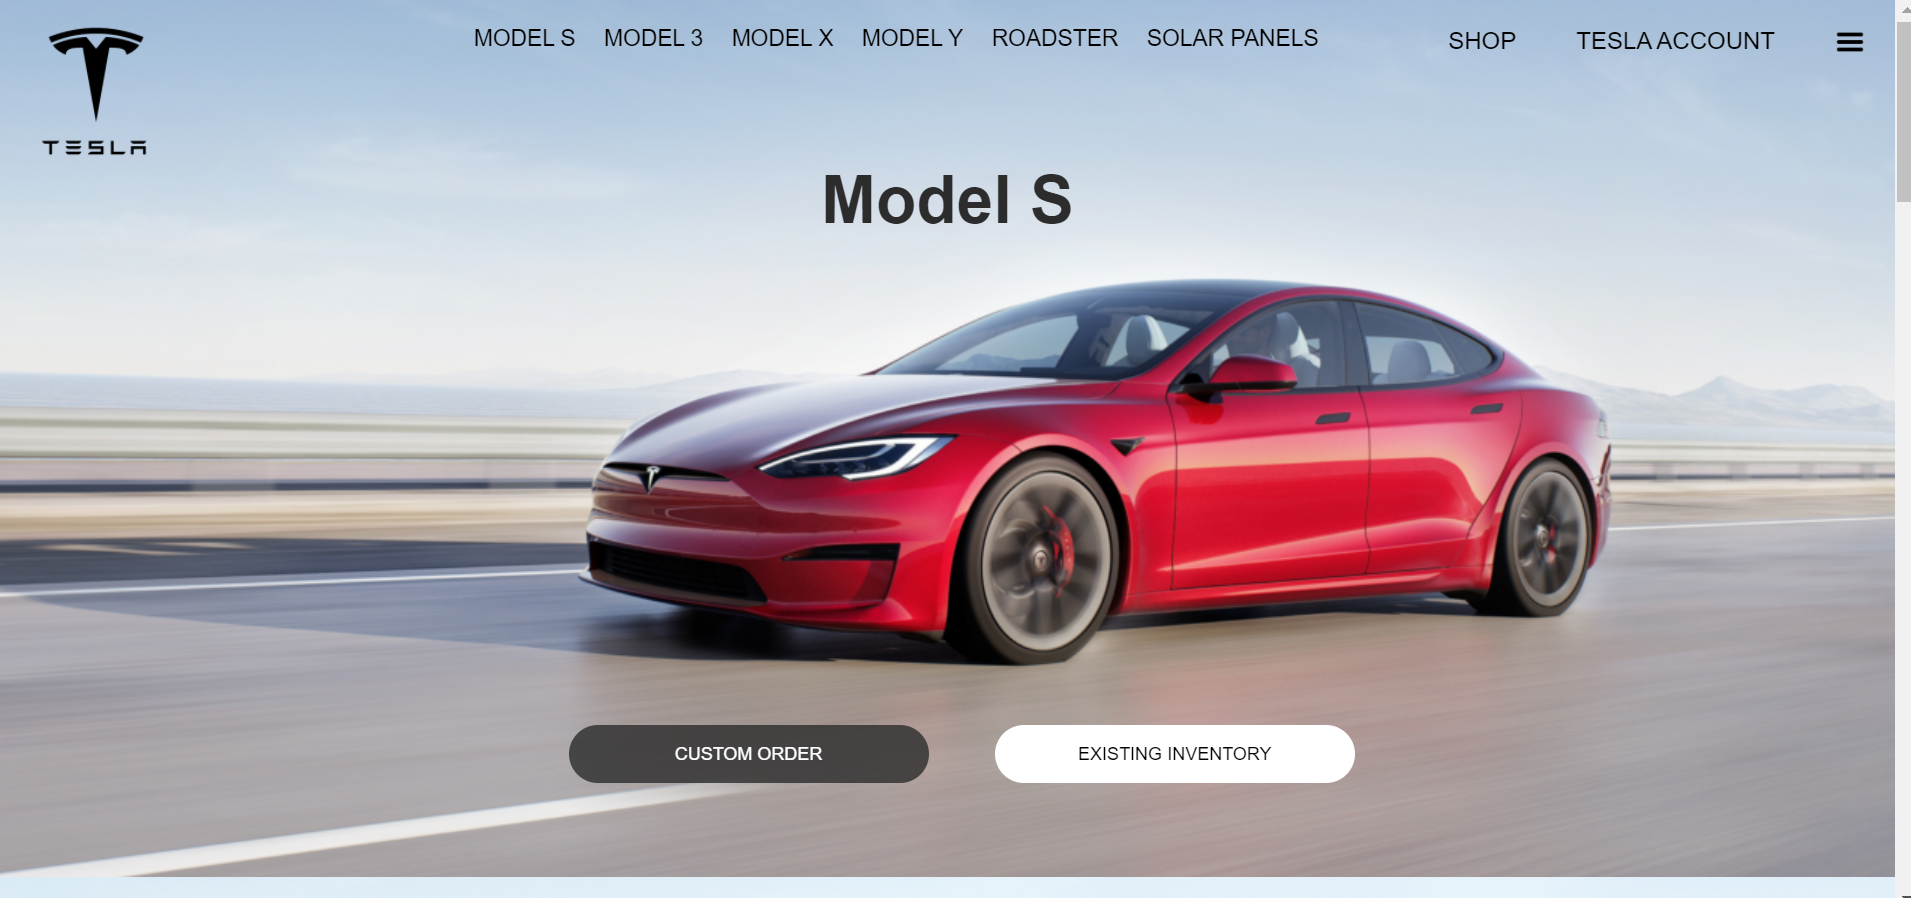 TESLA
MODEL S MODEL 3 MODEL X MODEL Y ROADSTER SOLAR PANELS SHOP TESLA ACCOUNT
Model S
CUSTOM ORDER EXISTING INVENTORY